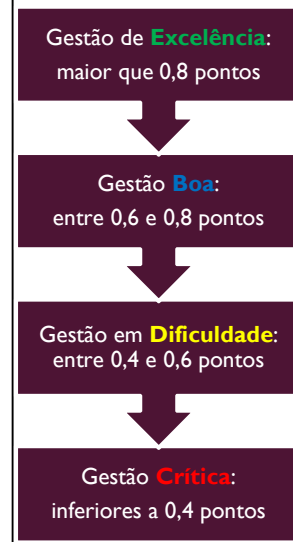 Gestão de Excelência:
maior que 0,8 pontos
Gestão Boa:
entre 0,6 e 0,8 pontos
Gestão em Dificuldade:
entre 0,4 e 0,6 pontos
Gestão Crítica:
inferiores a 0,4 pontos